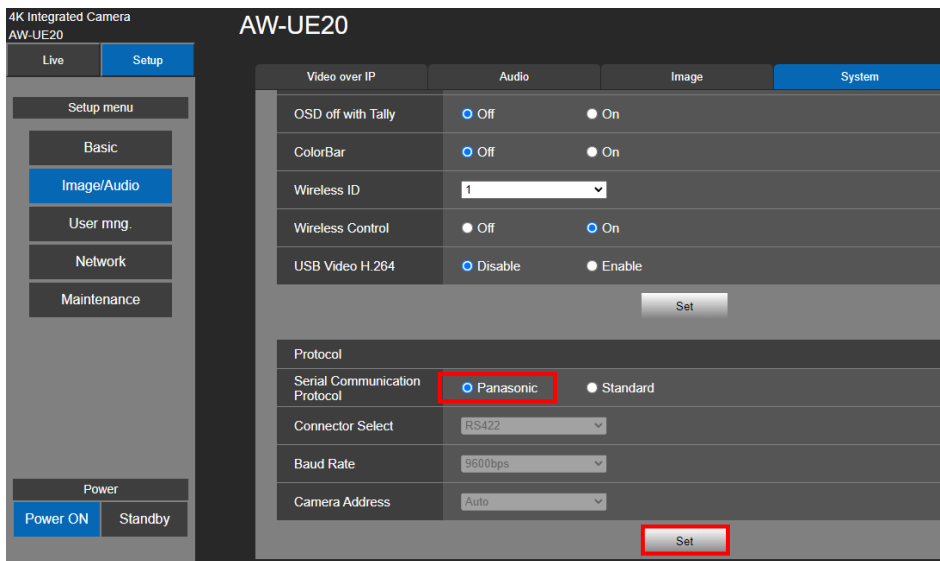 4K Integrated Camera
AW-UE20
AW-UE20
Live
Setup
Setup menu
Basic
Image/Audio
User mng.
Network
Maintenance
Power
Power ON
Standby
Video over IP
Audio
Image
System
OSD off with Tally
Off
On
ColorBar
Off
On
Wireless ID
1
Wireless Control
Off
On
USB Video H.264
Disable
Enable
Set
Protocol
Serial Communication
Protocol
Panasonic
Standard
Connector Select
RS422
Baud Rate
9600bps
Camera Address
Auto
Set